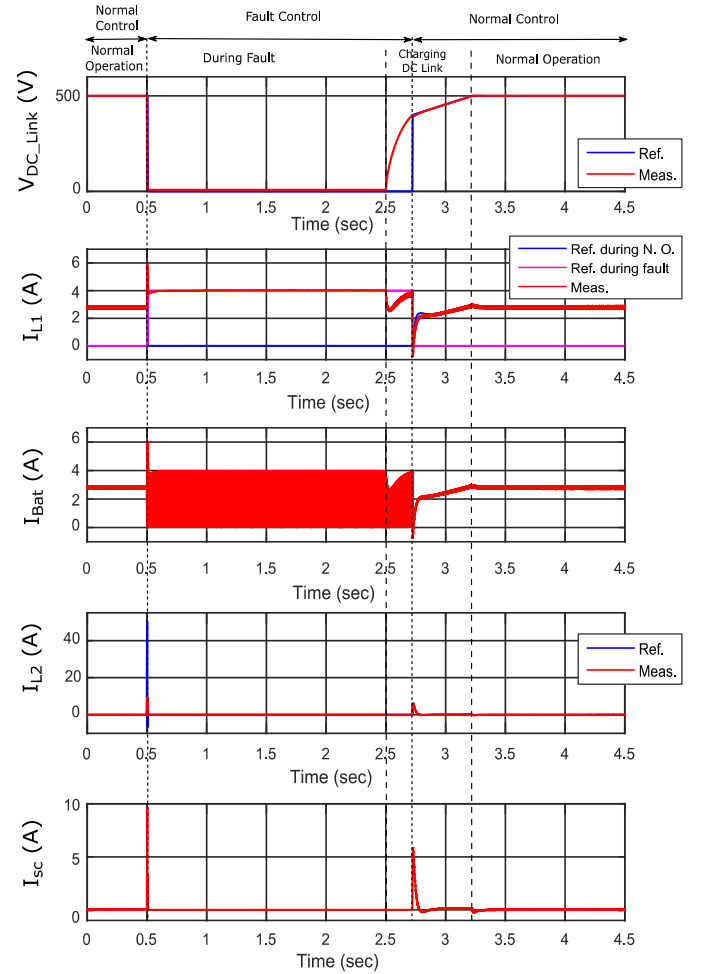 Normal Control
Fault Control
Normal Control
Normal Operation
During Fault
Charging DC Link
Normal Operation
V_DC_Link (V)
500
0
Ref.
Meas.
0 0.5 1 1.5 2 2.5 3 3.5 4 4.5
Time (sec)
I_L1 (A)
6
4
2
0
Ref. during N. O.
Ref. during fault
Meas.
0 0.5 1 1.5 2 2.5 3 3.5 4 4.5
Time (sec)
I_Bat (A)
6
4
2
0
0 0.5 1 1.5 2 2.5 3 3.5 4 4.5
Time (sec)
I_L2 (A)
40
20
0
Ref.
Meas.
0 0.5 1 1.5 2 2.5 3 3.5 4 4.5
Time (sec)
I_sc (A)
10
5
0
0 0.5 1 1.5 2 2.5 3 3.5 4 4.5
Time (sec)